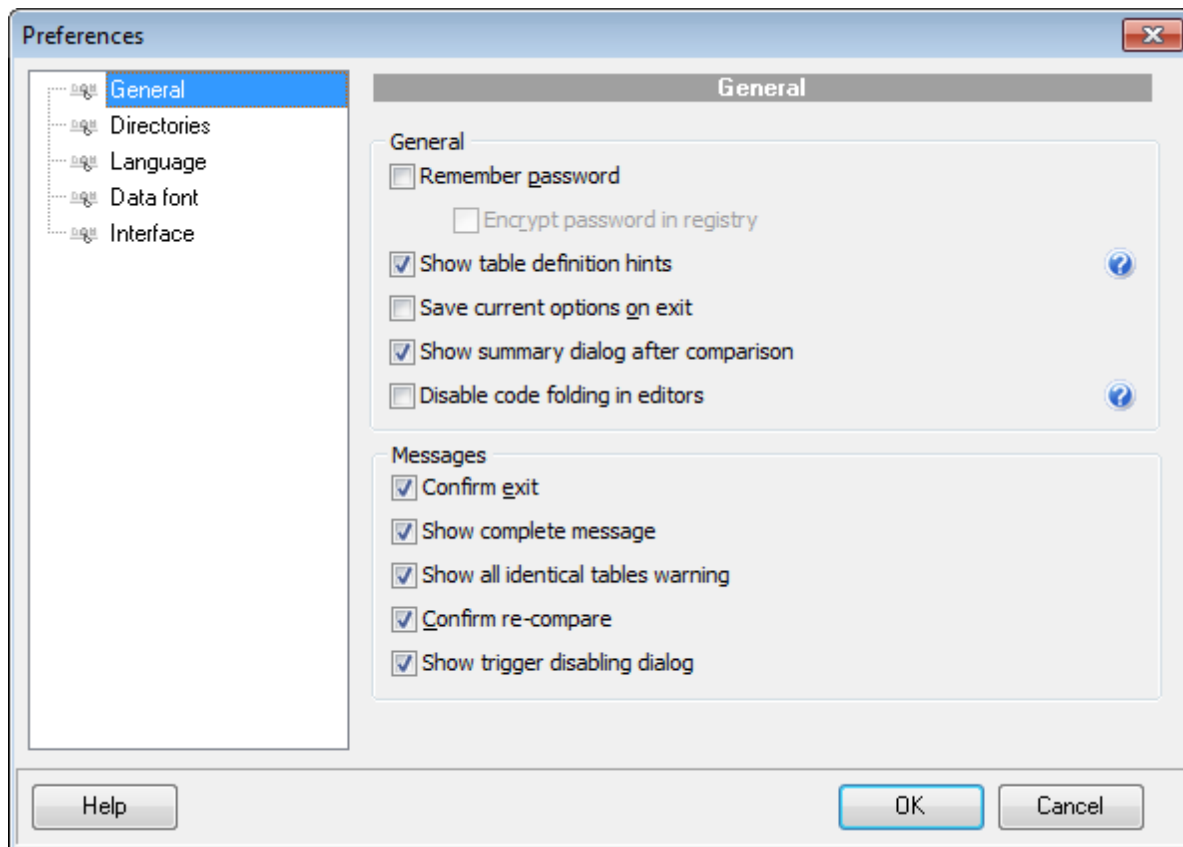 Preferences
General
Directories
Language
Data font
Interface
General
General
Remember password
Encrypt password in registry
Show table definition hints
Save current options on exit
Show summary dialog after comparison
Disable code folding in editors
Messages
Confirm exit
Show complete message
Show all identical tables warning
Confirm re-compare
Show trigger disabling dialog
Help
OK
Cancel